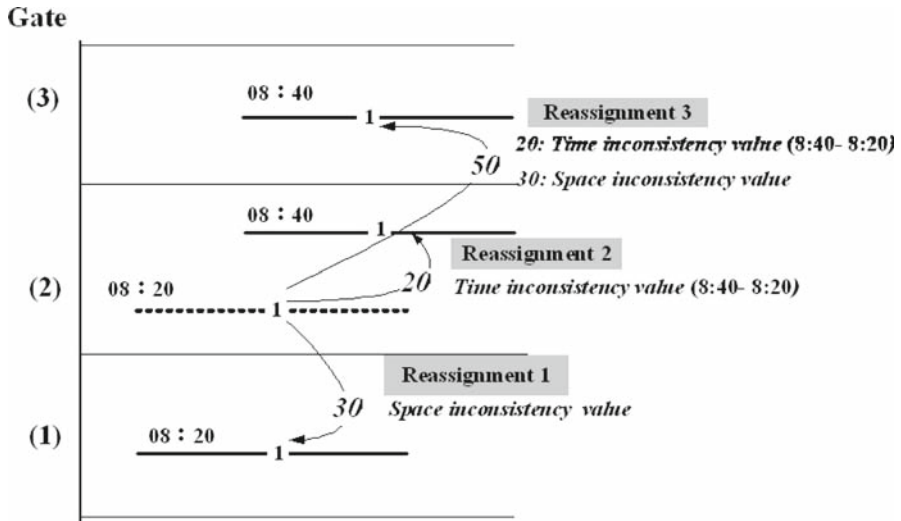 Gate
(3)
08 : 40
1
Reassignment 3
20: Time inconsistency value (8:40- 8:20)
50
30: Space inconsistency value
08 : 40
1
Reassignment 2
(2)
08 : 20
20
Time inconsistency value (8:40- 8:20)
1
Reassignment 1
30
Space inconsistency value
(1)
08 : 20
1